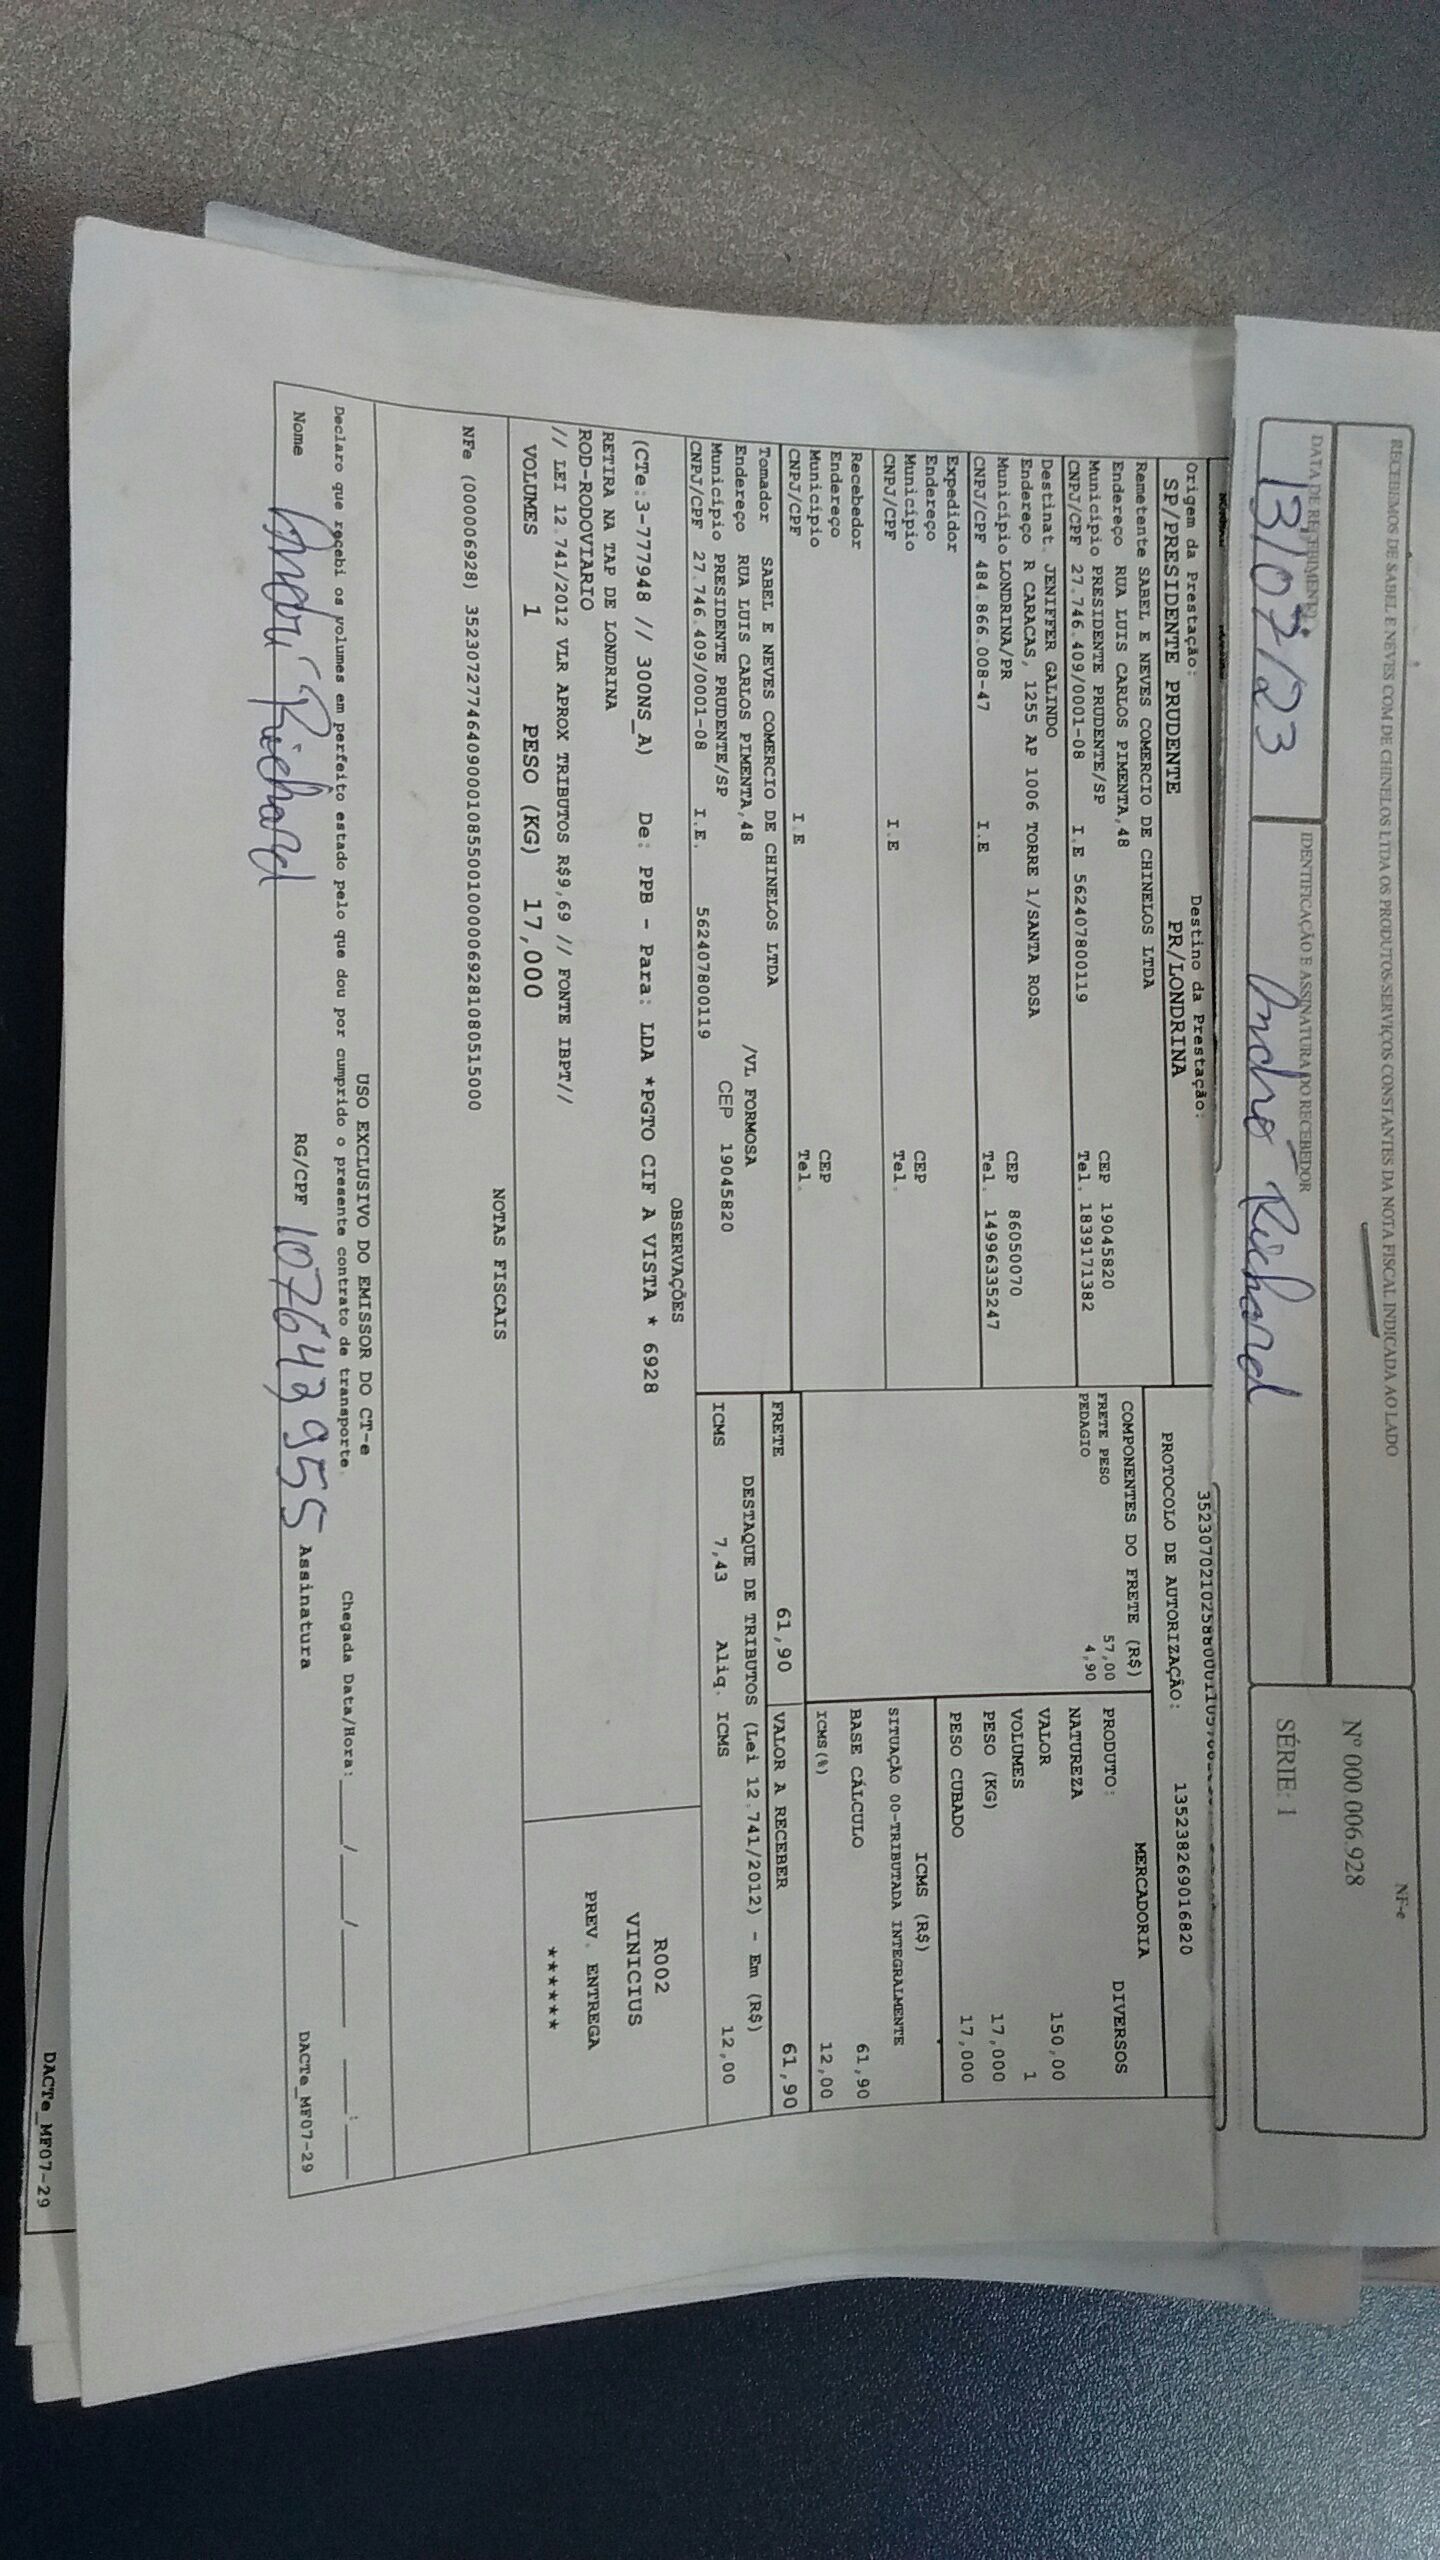 RECEBEMOS DE SABEL E NEVES COM DE CHINELOS LTDA OS PRODUTOS/SERVIÇOS CONSTANTES DA NOTA FISCAL INDICADA AO LADO
NF-e
Nº 000.006.928
SÉRIE: 1
DATA DE RECEBIMENTO
13/07/23
IDENTIFICAÇÃO E ASSINATURA DO RECEBEDOR
André Richard
Origem da Prestação:
SP/PRESIDENTE PRUDENTE
Destino da Prestação:
PR/LONDRINA
PROTOCOLO DE AUTORIZAÇÃO: 135238269016820
Remetente SABEL E NEVES COMERCIO DE CHINELOS LTDA
Endereço RUA LUIS CARLOS PIMENTA,48 CEP 19045820
Município PRESIDENTE PRUDENTE/SP Tel. 1839171382
CNPJ/CPF 27.746.409/0001-08 I.E 562407800119
Destinat. JENIFFER GALINDO
Endereço R CARACAS, 1255 AP 1006 TORRE 1/SANTA ROSA
Município LONDRINA/PR CEP 86050070
CNPJ/CPF 484.866.008-47 I.E Tel. 14996335247
Expedidor
Endereço
Município CEP
CNPJ/CPF I.E Tel.
Recebedor
Endereço
Município CEP
CNPJ/CPF I.E Tel.
Tomador SABEL E NEVES COMERCIO DE CHINELOS LTDA
Endereço RUA LUIS CARLOS PIMENTA,48 /VL FORMOSA
Município PRESIDENTE PRUDENTE/SP CEP 19045820
CNPJ/CPF 27.746.409/0001-08 I.E. 562407800119
COMPONENTES DO FRETE (R$)
FRETE PESO 57,00
PEDAGIO 4,90
MERCADORIA
PRODUTO: DIVERSOS
NATUREZA
VALOR 150,00
VOLUMES 1
PESO (KG) 17,000
PESO CUBADO 17,000
ICMS (R$)
SITUAÇÃO 00-TRIBUTADA INTEGRALMENTE
BASE CÁLCULO 61,90
ICMS(%) 12,00
FRETE 61,90
VALOR A RECEBER 61,90
DESTAQUE DE TRIBUTOS (Lei 12.741/2012) - Em (R$)
ICMS 7,43 Aliq. ICMS 12,00
OBSERVAÇÕES
(CTe:3-777948 // 300NS_A) De: PPB - Para: LDA *PGTO CIF A VISTA * 6928
RETIRA NA TAP DE LONDRINA
ROD-RODOVIARIO
// LEI 12.741/2012 VLR APROX TRIBUTOS R$9,69 // FONTE IBPT//
R002
VINICIUS
PREV. ENTREGA
******
VOLUMES 1 PESO (KG) 17,000
NOTAS FISCAIS
NFe (000006928) 35230727746409000108550010000069281080515000
USO EXCLUSIVO DO EMISSOR DO CT-e
Declaro que recebi os volumes em perfeito estado pelo que dou por cumprido o presente contrato de transporte. Chegada Data/Hora: ___/___/_____ ___:___
Nome André Richard RG/CPF 107643955 Assinatura DACTe_MF07-29
DACTe_MF07-29